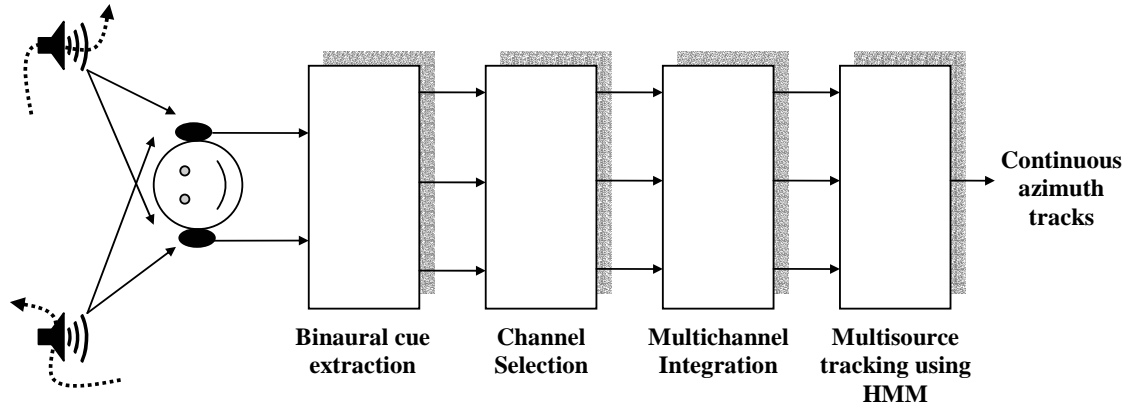 Binaural cue
extraction
Channel
Selection
Multichannel
Integration
Multisource
tracking using
HMM
Continuous
azimuth
tracks